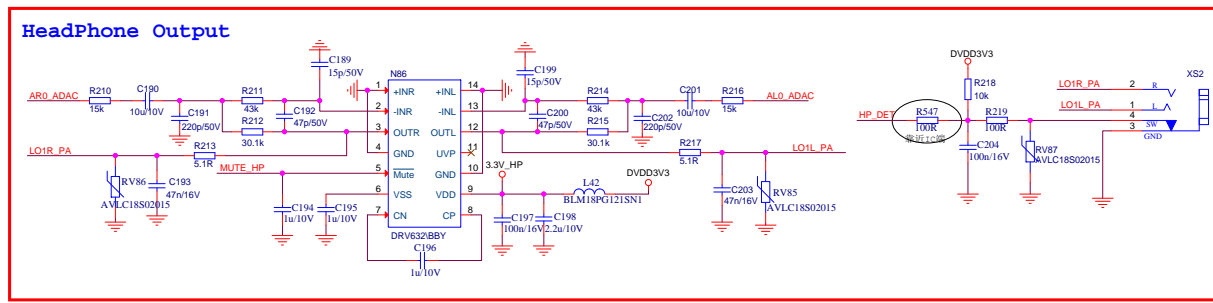 HeadPhone Output
AR0_ADAC
R210
15k
C190
10u/10V
C191
220p/50V
R211
43k
R212
30.1k
C192
47p/50V
C189
15p/50V
LO1R_PA
R213
5.1R
RV86
AVLC18S02015
C193
47n/16V
MUTE_HP
C194
1u/10V
C195
1u/10V
N86
1 +INR
2 -INR
3 OUTR
4 GND
5 Mute
6 VSS
7 CN
+INL 14
-INL 13
OUTL 12
UVP 11
GND 10
VDD 9
CP 8
DRV632\BBY
C196
1u/10V
C199
15p/50V
C200
47p/50V
R214
43k
R215
30.1k
C202
220p/50V
C201
10u/10V
R216
15k
AL0_ADAC
R217
5.1R
LO1L_PA
3.3V_HP
L42
BLM18PG121SN1
DVDD3V3
C197
100n/16V
C198
2.2u/10V
C203
47n/16V
RV85
AVLC18S02015
HP_DET
R547
100R
靠近IC端
DVDD3V3
R218
10k
R219
100R
C204
100n/16V
RV87
AVLC18S02015
LO1R_PA
LO1L_PA
2 R
1 L
4 SW
3 GND
XS2